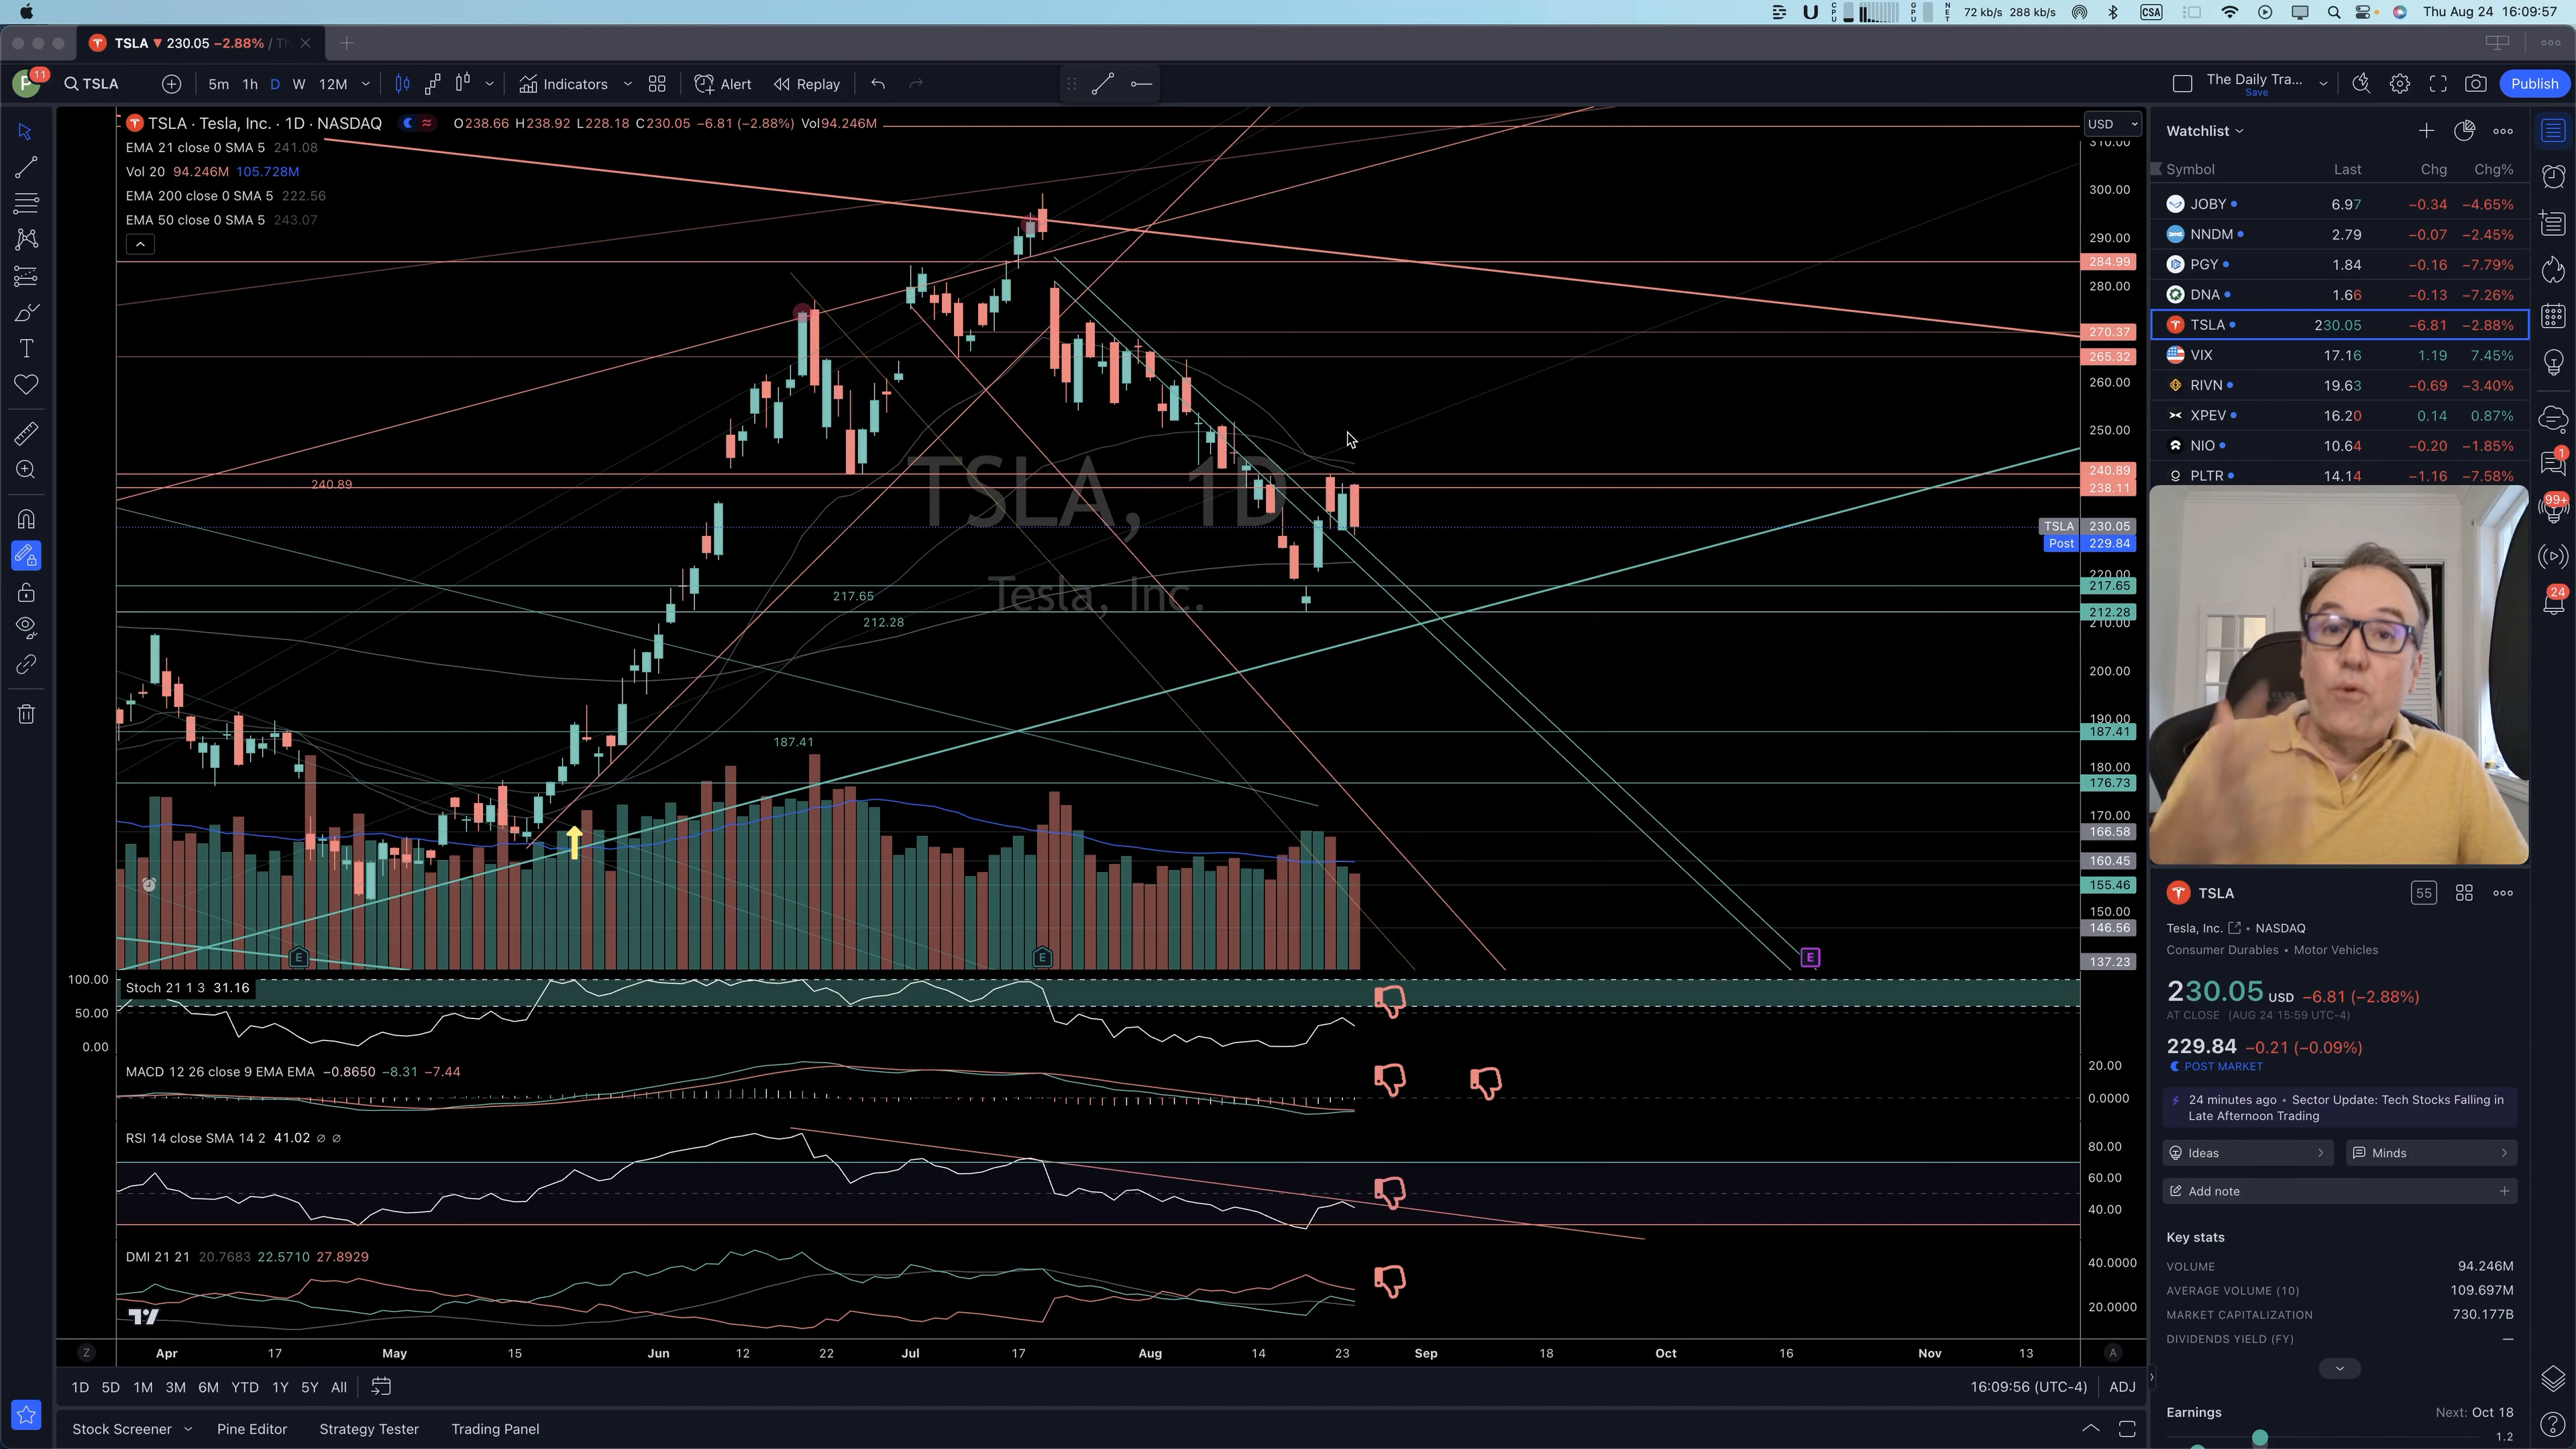 CPU
GPU
NET
72 kb/s 288 kb/s
CSA
Thu Aug 24 16:09:57
TSLA ▼ 230.05 −2.88% / Th
P
11
TSLA
5m 1h D W 12M
Indicators
Alert
Replay
The Daily Tra...
Save
Publish
TSLA · Tesla, Inc. · 1D · NASDAQ
O238.66 H238.92 L228.18 C230.05 −6.81 (−2.88%) Vol94.246M
EMA 21 close 0 SMA 5 241.08
Vol 20 94.246M 105.728M
EMA 200 close 0 SMA 5 222.56
EMA 50 close 0 SMA 5 243.07
TSLA, 1D
Tesla, Inc.
240.89
217.65
212.28
187.41
USD
310.00
300.00
290.00
284.99
280.00
270.37
265.32
260.00
250.00
240.89
238.11
TSLA 230.05
Post 229.84
220.00
217.65
212.28
210.00
200.00
190.00
187.41
180.00
176.73
170.00
166.58
160.45
155.46
150.00
146.56
137.23
E
E
E
100.00
50.00
0.00
Stoch 21 1 3 31.16
MACD 12 26 close 9 EMA EMA −0.8650 −8.31 −7.44
20.00
0.0000
RSI 14 close SMA 14 2 41.02 ∅ ∅
80.00
60.00
40.00
DMI 21 21 20.7683 22.5710 27.8929
40.0000
20.0000
Z
Apr 17 May 15 Jun 12 22 Jul 17 Aug 14 23 Sep 18 Oct 16 Nov 13
A
1D 5D 1M 3M 6M YTD 1Y 5Y All
16:09:56 (UTC-4) ADJ
Stock Screener
Pine Editor
Strategy Tester
Trading Panel
Watchlist
Symbol Last Chg Chg%
JOBY 6.97 −0.34 −4.65%
NNDM 2.79 −0.07 −2.45%
PGY 1.84 −0.16 −7.79%
DNA 1.66 −0.13 −7.26%
TSLA 230.05 −6.81 −2.88%
VIX 17.16 1.19 7.45%
RIVN 19.63 −0.69 −3.40%
XPEV 16.20 0.14 0.87%
NIO 10.64 −0.20 −1.85%
PLTR 14.14 −1.16 −7.58%
1
99+
24
TSLA
55
Tesla, Inc. • NASDAQ
Consumer Durables • Motor Vehicles
230.05 USD −6.81 (−2.88%)
AT CLOSE (AUG 24 15:59 UTC-4)
229.84 −0.21 (−0.09%)
POST MARKET
24 minutes ago • Sector Update: Tech Stocks Falling in
Late Afternoon Trading
Ideas
Minds
Add note
Key stats
VOLUME 94.246M
AVERAGE VOLUME (10) 109.697M
MARKET CAPITALIZATION 730.177B
DIVIDENDS YIELD (FY) —
Earnings Next: Oct 18
1.2